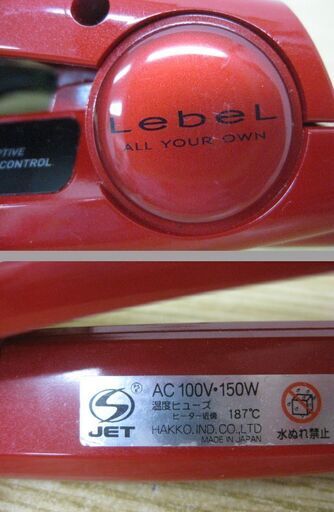 LebeL
ALL YOUR OWN
PTIVE
CONTROL
S
JET
AC 100V・150W
温度ヒューズ
ヒーター近傍 187℃
HAKKO.IND.CO.,LTD
MADE IN JAPAN
水ぬれ禁止